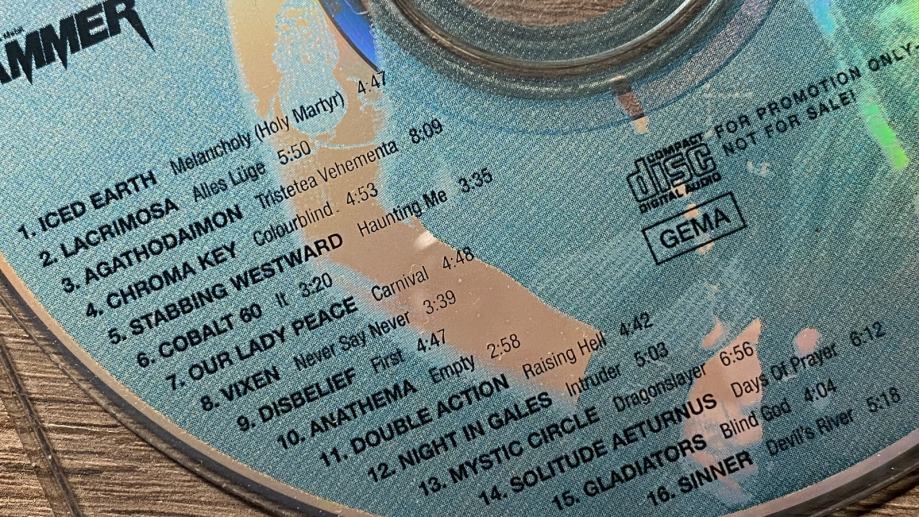 AMMER
1. ICED EARTH Melancholy (Holy Martyr) 4:47
2. LACRIMOSA Alles Lüge 5:50
3. AGATHODAIMON Tristetea Vehementa 8:09
4. CHROMA KEY Colourblind. 4:53
5. STABBING WESTWARD Haunting Me 3:35
6. COBALT 60 It 3:20
7. OUR LADY PEACE Carnival 4:48
8. VIXEN Never Say Never 3:39
9. DISBELIEF First 4:47
10. ANATHEMA Empty 2:58
11. DOUBLE ACTION Raising Hell 4:42
12. NIGHT IN GALES Intruder 5:03
13. MYSTIC CIRCLE Dragonslayer 6:56
14. SOLITUDE AETURNUS Days Of Prayer 6:12
15. GLADIATORS Blind God 4:04
16. SINNER Devil's River 5:18
COMPACT
disc
DIGITAL AUDIO
FOR PROMOTION ONLY
NOT FOR SALE!
GEMA